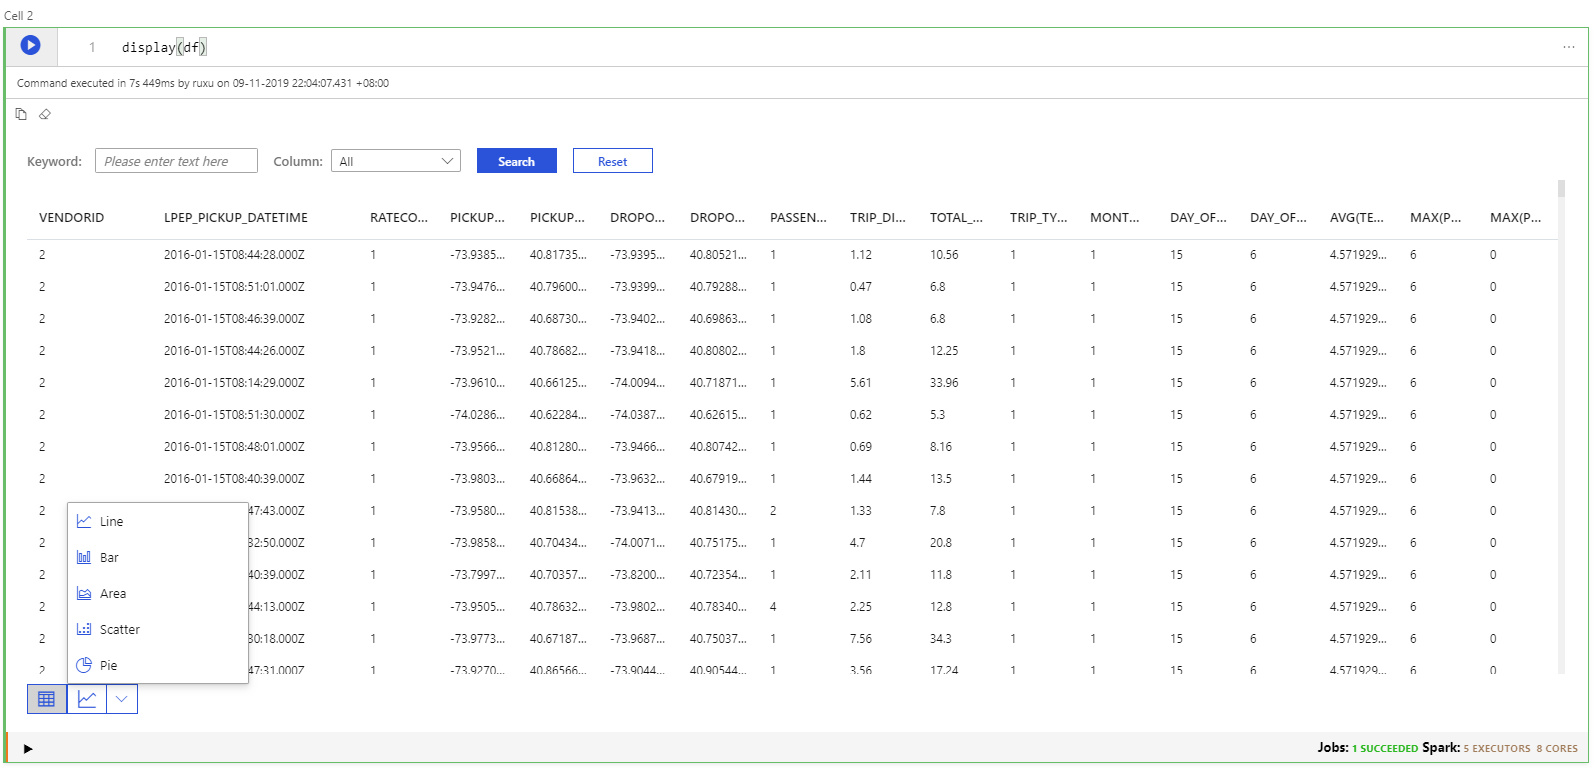 Cell 2
1 display(df)
...
Command executed in 7s 449ms by ruxu on 09-11-2019 22:04:07.431 +08:00
Keyword: Please enter text here Column: All Search Reset
VENDORID LPEP_PICKUP_DATETIME RATECO... PICKUP... PICKUP... DROPO... DROPO... PASSEN... TRIP_DI... TOTAL_... TRIP_TY... MONT... DAY_OF... DAY_OF... AVG(TE... MAX(P... MAX(P...
2 2016-01-15T08:44:28.000Z 1 -73.9385... 40.81735... -73.9395... 40.80521... 1 1.12 10.56 1 1 15 6 4.571929... 6 0
2 2016-01-15T08:51:01.000Z 1 -73.9476... 40.79600... -73.9399... 40.79288... 1 0.47 6.8 1 1 15 6 4.571929... 6 0
2 2016-01-15T08:46:39.000Z 1 -73.9282... 40.68730... -73.9402... 40.69863... 1 1.08 6.8 1 1 15 6 4.571929... 6 0
2 2016-01-15T08:44:26.000Z 1 -73.9521... 40.78682... -73.9418... 40.80802... 1 1.8 12.25 1 1 15 6 4.571929... 6 0
2 2016-01-15T08:14:29.000Z 1 -73.9610... 40.66125... -74.0094... 40.71871... 1 5.61 33.96 1 1 15 6 4.571929... 6 0
2 2016-01-15T08:51:30.000Z 1 -74.0286... 40.62284... -74.0387... 40.62615... 1 0.62 5.3 1 1 15 6 4.571929... 6 0
2 2016-01-15T08:48:01.000Z 1 -73.9566... 40.81280... -73.9466... 40.80742... 1 0.69 8.16 1 1 15 6 4.571929... 6 0
2 2016-01-15T08:40:39.000Z 1 -73.9803... 40.66864... -73.9632... 40.67919... 1 1.44 13.5 1 1 15 6 4.571929... 6 0
2 47:43.000Z 1 -73.9580... 40.81538... -73.9413... 40.81430... 2 1.33 7.8 1 1 15 6 4.571929... 6 0
Line
2 32:50.000Z 1 -73.9858... 40.70434... -74.0071... 40.75175... 1 4.7 20.8 1 1 15 6 4.571929... 6 0
Bar
2 40:39.000Z 1 -73.7997... 40.70357... -73.8200... 40.72354... 1 2.11 11.8 1 1 15 6 4.571929... 6 0
Area
2 44:13.000Z 1 -73.9505... 40.78632... -73.9802... 40.78340... 4 2.25 12.8 1 1 15 6 4.571929... 6 0
Scatter
2 30:18.000Z 1 -73.9773... 40.67187... -73.9687... 40.75037... 1 7.56 34.3 1 1 15 6 4.571929... 6 0
Pie
2 47:31.000Z 1 -73.9270... 40.86566... -73.9044... 40.90544... 1 3.56 17.24 1 1 15 6 4.571929... 6 0
Jobs: 1 SUCCEEDED Spark: 5 EXECUTORS 8 CORES